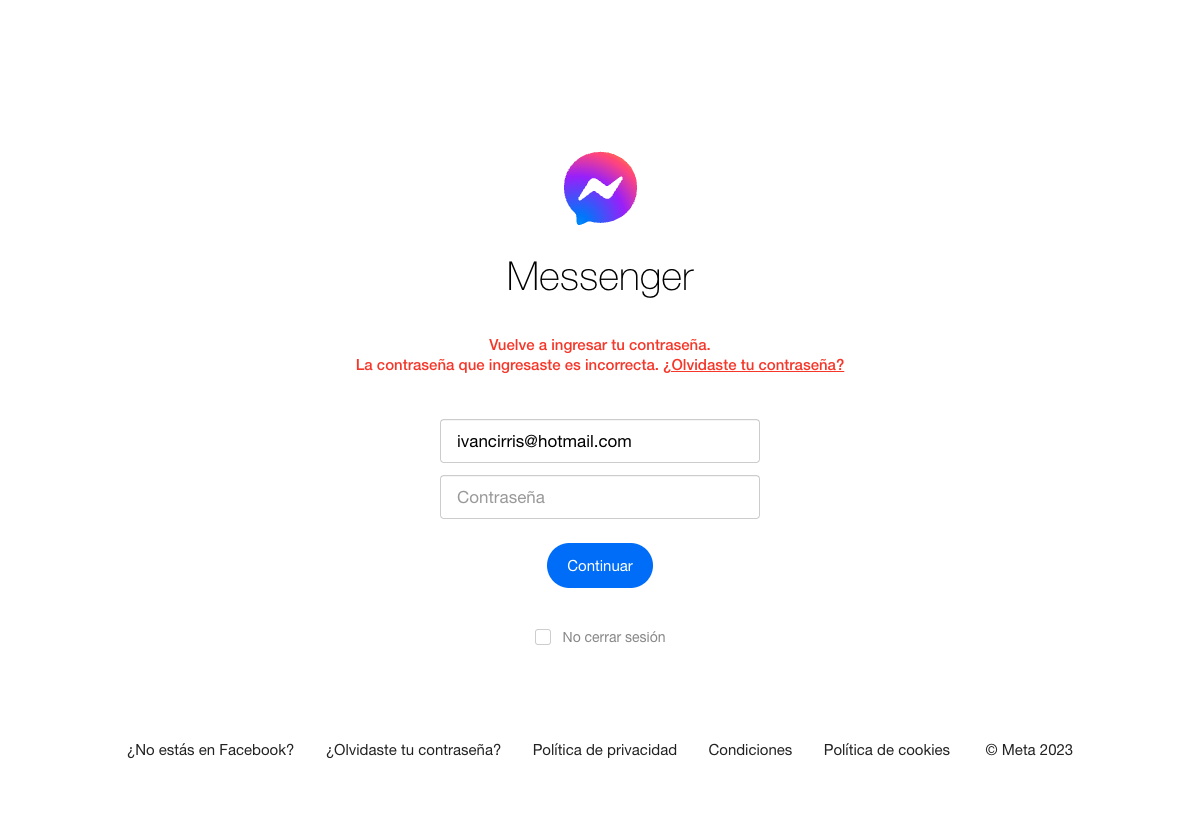 Messenger
Vuelve a ingresar tu contraseña.
La contraseña que ingresaste es incorrecta. ¿Olvidaste tu contraseña?
ivancirris@hotmail.com
Contraseña
Continuar
No cerrar sesión
¿No estás en Facebook? ¿Olvidaste tu contraseña? Política de privacidad Condiciones Política de cookies © Meta 2023